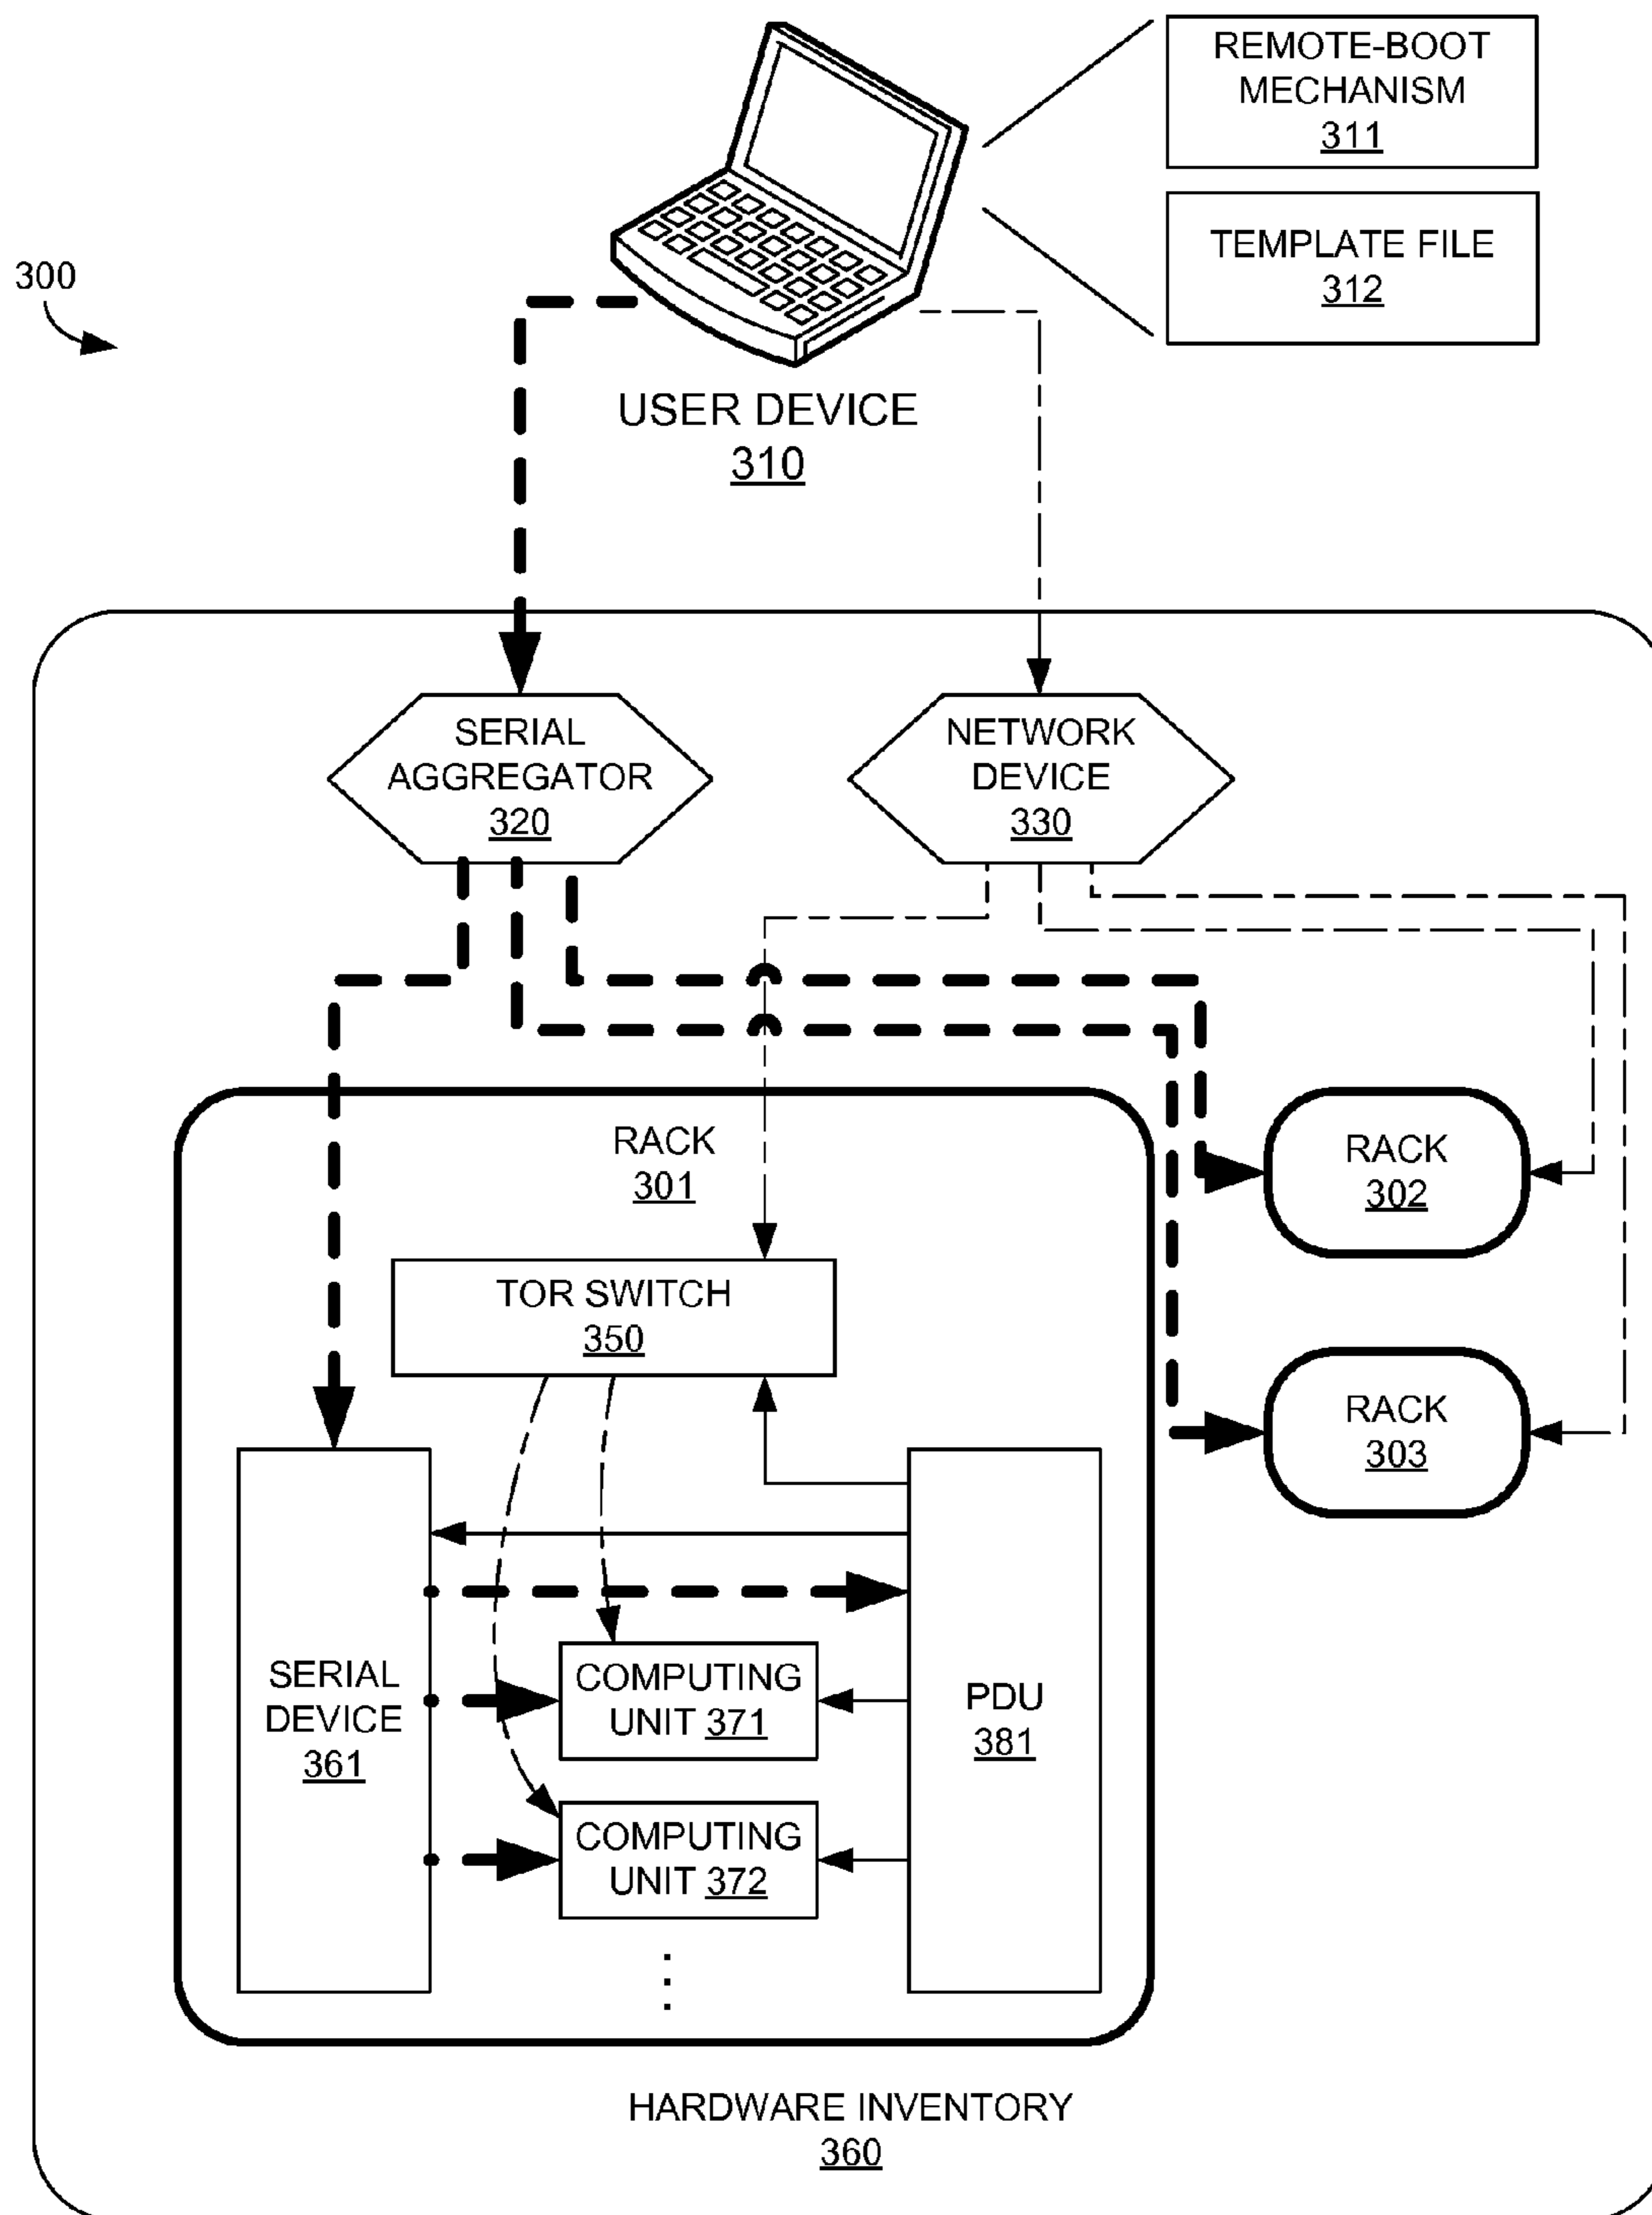 REMOTE-BOOT
MECHANISM
311
TEMPLATE FILE
312
300
USER DEVICE
310
SERIAL
AGGREGATOR
320
NETWORK
DEVICE
330
RACK
301
RACK
302
TOR SWITCH
350
RACK
303
SERIAL
DEVICE
361
COMPUTING
UNIT 371
PDU
381
COMPUTING
UNIT 372
HARDWARE INVENTORY
360